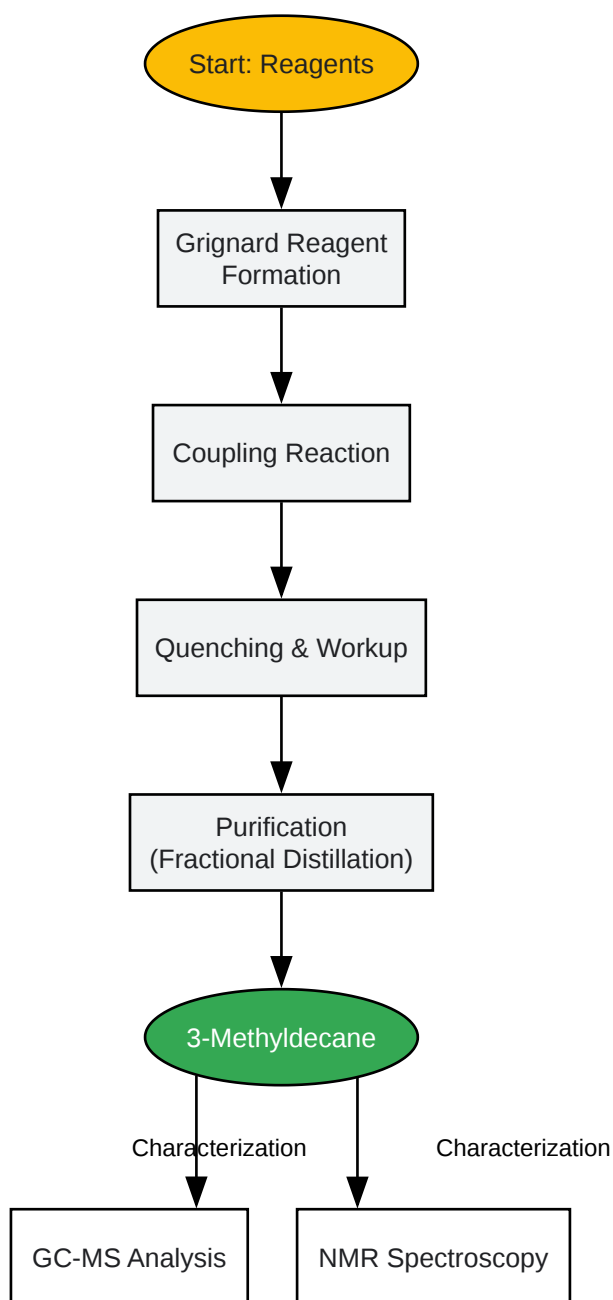 Start: Reagents
Grignard Reagent
Formation
Coupling Reaction
Quenching & Workup
Purification
(Fractional Distillation)
3-Methyldecane
Characterization
Characterization
GC-MS Analysis
NMR Spectroscopy